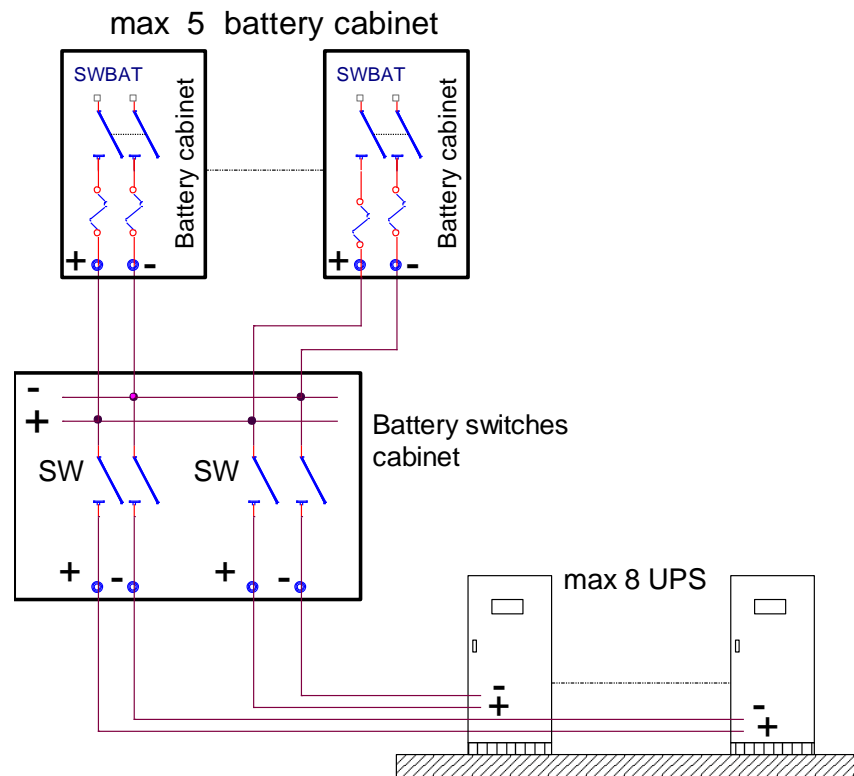 max 5 battery cabinet
SWBAT
Battery cabinet
+ -
SWBAT
Battery cabinet
+ -
-
+
Battery switches
cabinet
SW
SW
+ -
+ -
max 8 UPS
-
+
-
+